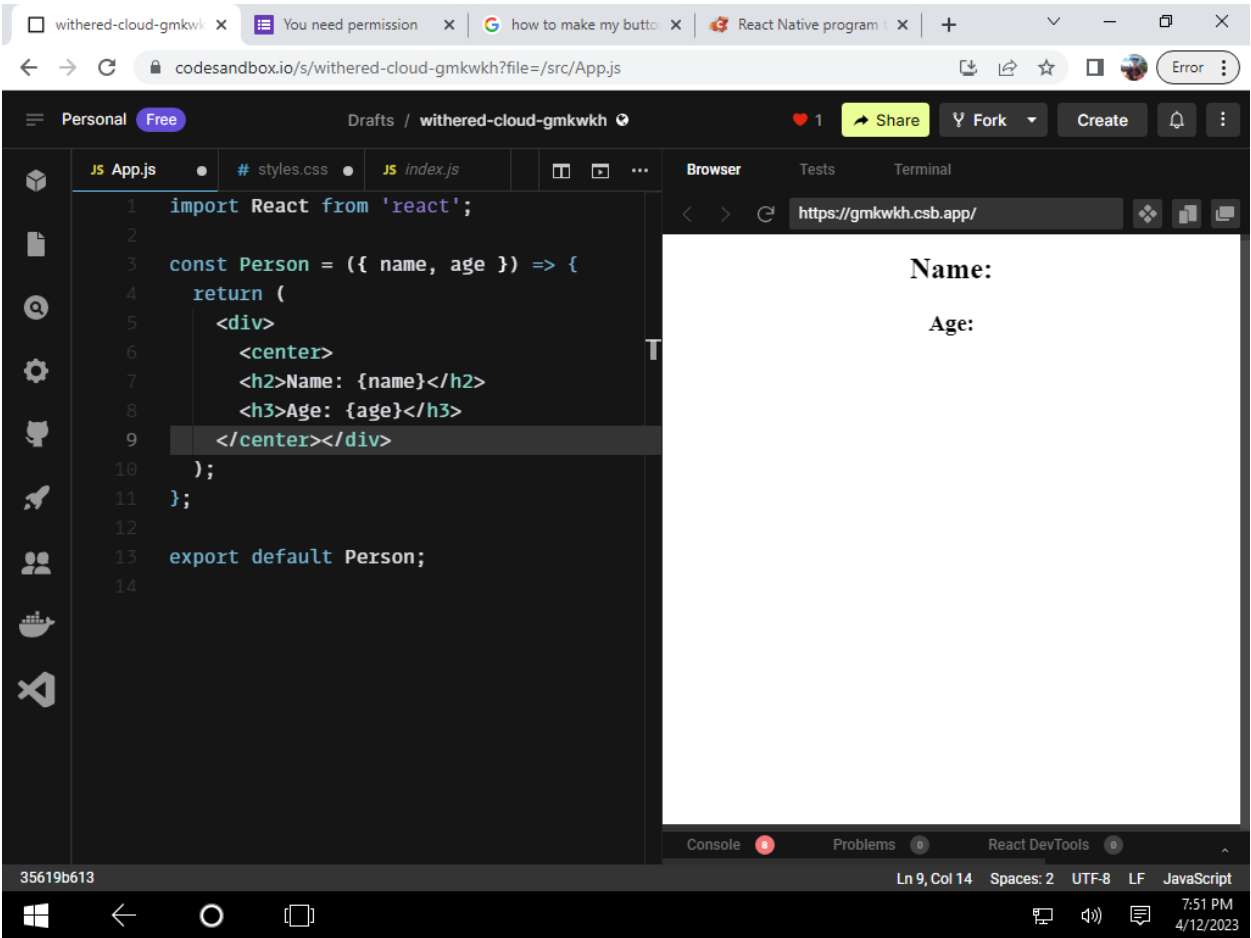 withered-cloud-gmkwk
You need permission
how to make my butto
React Native program t
codesandbox.io/s/withered-cloud-gmkwkh?file=/src/App.js
Error
Personal Free
Drafts / withered-cloud-gmkwkh
1
Share
Fork
Create
JS App.js
# styles.css
JS index.js
Browser
Tests
Terminal
https://gmkwkh.csb.app/
1 import React from 'react';
2
3 const Person = ({ name, age }) => {
4 return (
5 <div>
6 <center>
7 <h2>Name: {name}</h2>
8 <h3>Age: {age}</h3>
9 </center></div>
10 );
11 };
12
13 export default Person;
14
T
Name:
Age:
Console 6
Problems 0
React DevTools 0
35619b613
Ln 9, Col 14 Spaces: 2 UTF-8 LF JavaScript
7:51 PM
4/12/2023